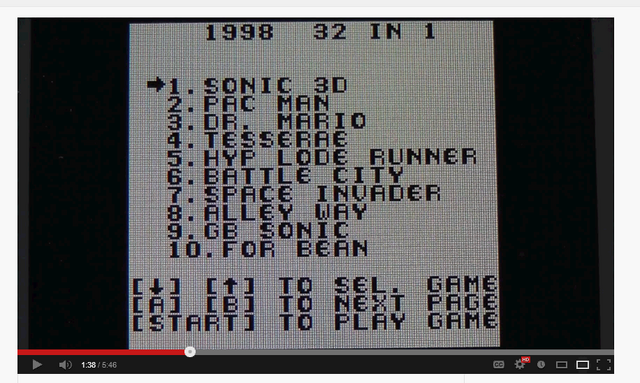 1998 32 IN 1
➡1. SONIC 3D
2. PAC MAN
3. DR. MARIO
4. TESSERAE
5. HYP LODE RUNNER
6. BATTLE CITY
7. SPACE INVADER
8. ALLEY WAY
9. GB SONIC
10. FOR BEAN
[↓] [↑] TO SEL. GAME
[A] [B] TO NEXT PAGE
[START] TO PLAY GAME
1:38 / 5:46
CC HD